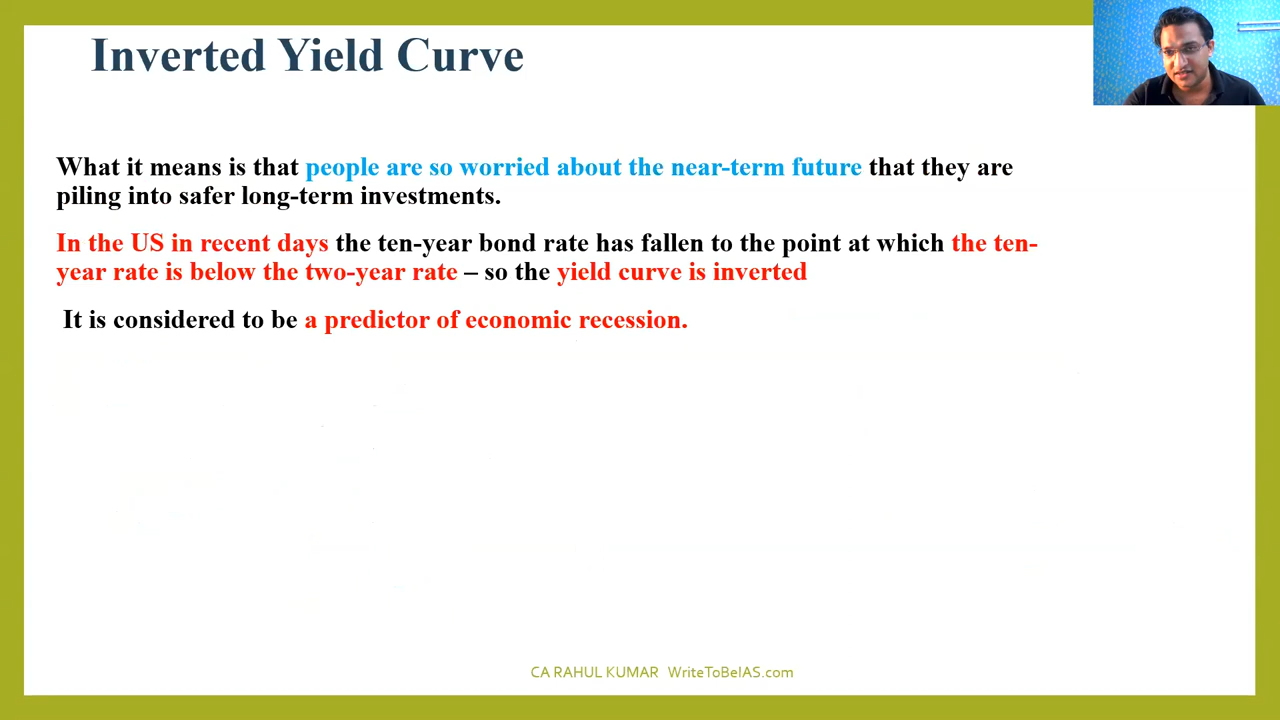 Inverted Yield Curve
What it means is that people are so worried about the near-term future that they are
piling into safer long-term investments.
In the US in recent days the ten-year bond rate has fallen to the point at which the ten-
year rate is below the two-year rate – so the yield curve is inverted
It is considered to be a predictor of economic recession.
CA RAHUL KUMAR WriteToBeIAS.com